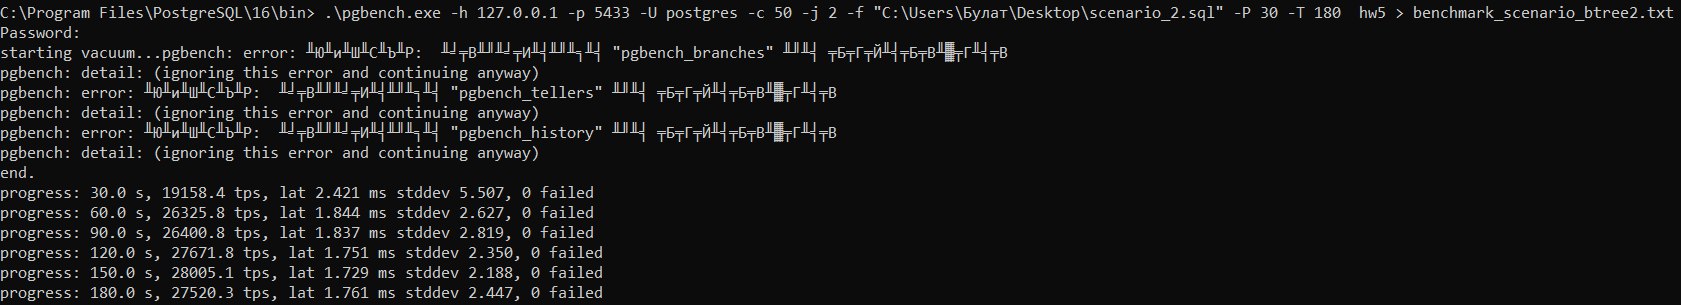 C:\Program Files\PostgreSQL\16\bin> .\pgbench.exe -h 127.0.0.1 -p 5433 -U postgres -c 50 -j 2 -f "C:\Users\Булат\Desktop\scenario_2.sql" -P 30 -T 180  hw5 > benchmark_scenario_btree2.txt
Password:
starting vacuum...pgbench: error: "pgbench_branches"
pgbench: detail: (ignoring this error and continuing anyway)
pgbench: error: "pgbench_tellers"
pgbench: detail: (ignoring this error and continuing anyway)
pgbench: error: "pgbench_history"
pgbench: detail: (ignoring this error and continuing anyway)
end.
progress: 30.0 s, 19158.4 tps, lat 2.421 ms stddev 5.507, 0 failed
progress: 60.0 s, 26325.8 tps, lat 1.844 ms stddev 2.627, 0 failed
progress: 90.0 s, 26400.8 tps, lat 1.837 ms stddev 2.819, 0 failed
progress: 120.0 s, 27671.8 tps, lat 1.751 ms stddev 2.350, 0 failed
progress: 150.0 s, 28005.1 tps, lat 1.729 ms stddev 2.188, 0 failed
progress: 180.0 s, 27520.3 tps, lat 1.761 ms stddev 2.447, 0 failed